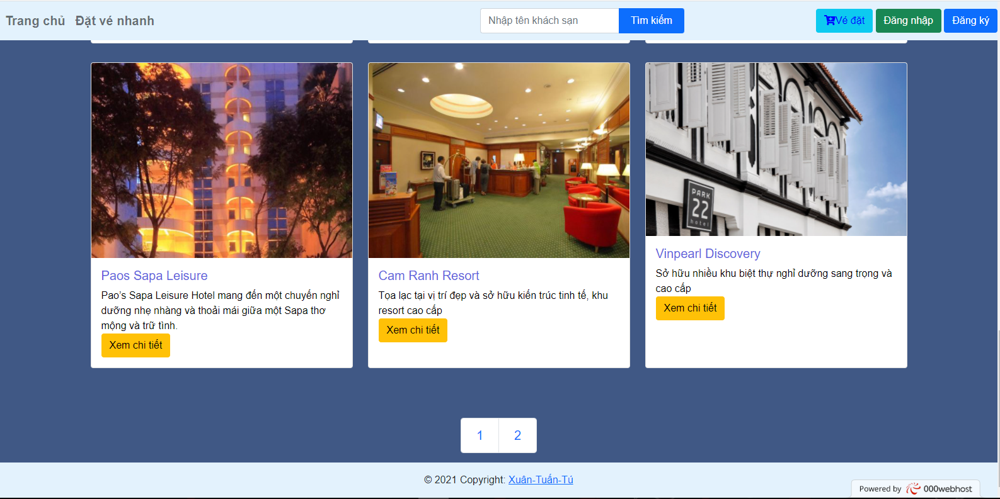 Trang chủ Đặt vé nhanh
Nhập tên khách sạn
Tìm kiếm
Vé đặt
Đăng nhập
Đăng ký
PARK
22
hotel
Paos Sapa Leisure
Pao's Sapa Leisure Hotel mang đến một chuyến nghỉ
dưỡng nhẹ nhàng và thoải mái giữa một Sapa thơ
mộng và trữ tình.
Xem chi tiết
Cam Ranh Resort
Tọa lạc tại vị trí đẹp và sở hữu kiến trúc tinh tế, khu
resort cao cấp
Xem chi tiết
Vinpearl Discovery
Sở hữu nhiều khu biệt thự nghỉ dưỡng sang trọng và
cao cấp
Xem chi tiết
1 2
© 2021 Copyright: Xuân-Tuấn-Tú
Powered by 000webhost